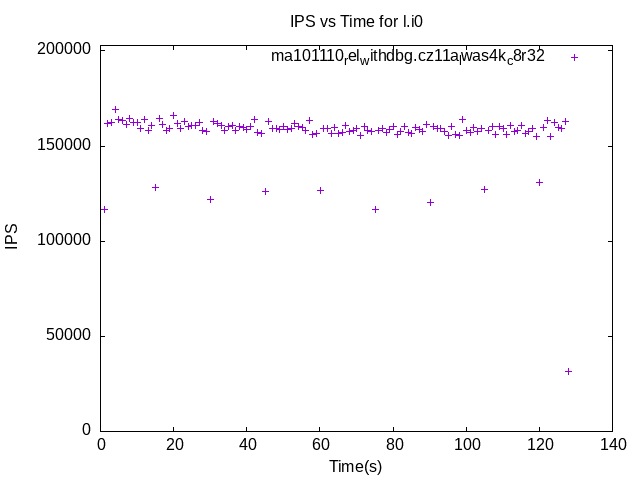 IPS vs Time for l.i0
ma101110relwithdbg.cz11alwas4kc8r32
200000
150000
100000
50000
0
IPS
0 20 40 60 80 100 120 140
Time(s)